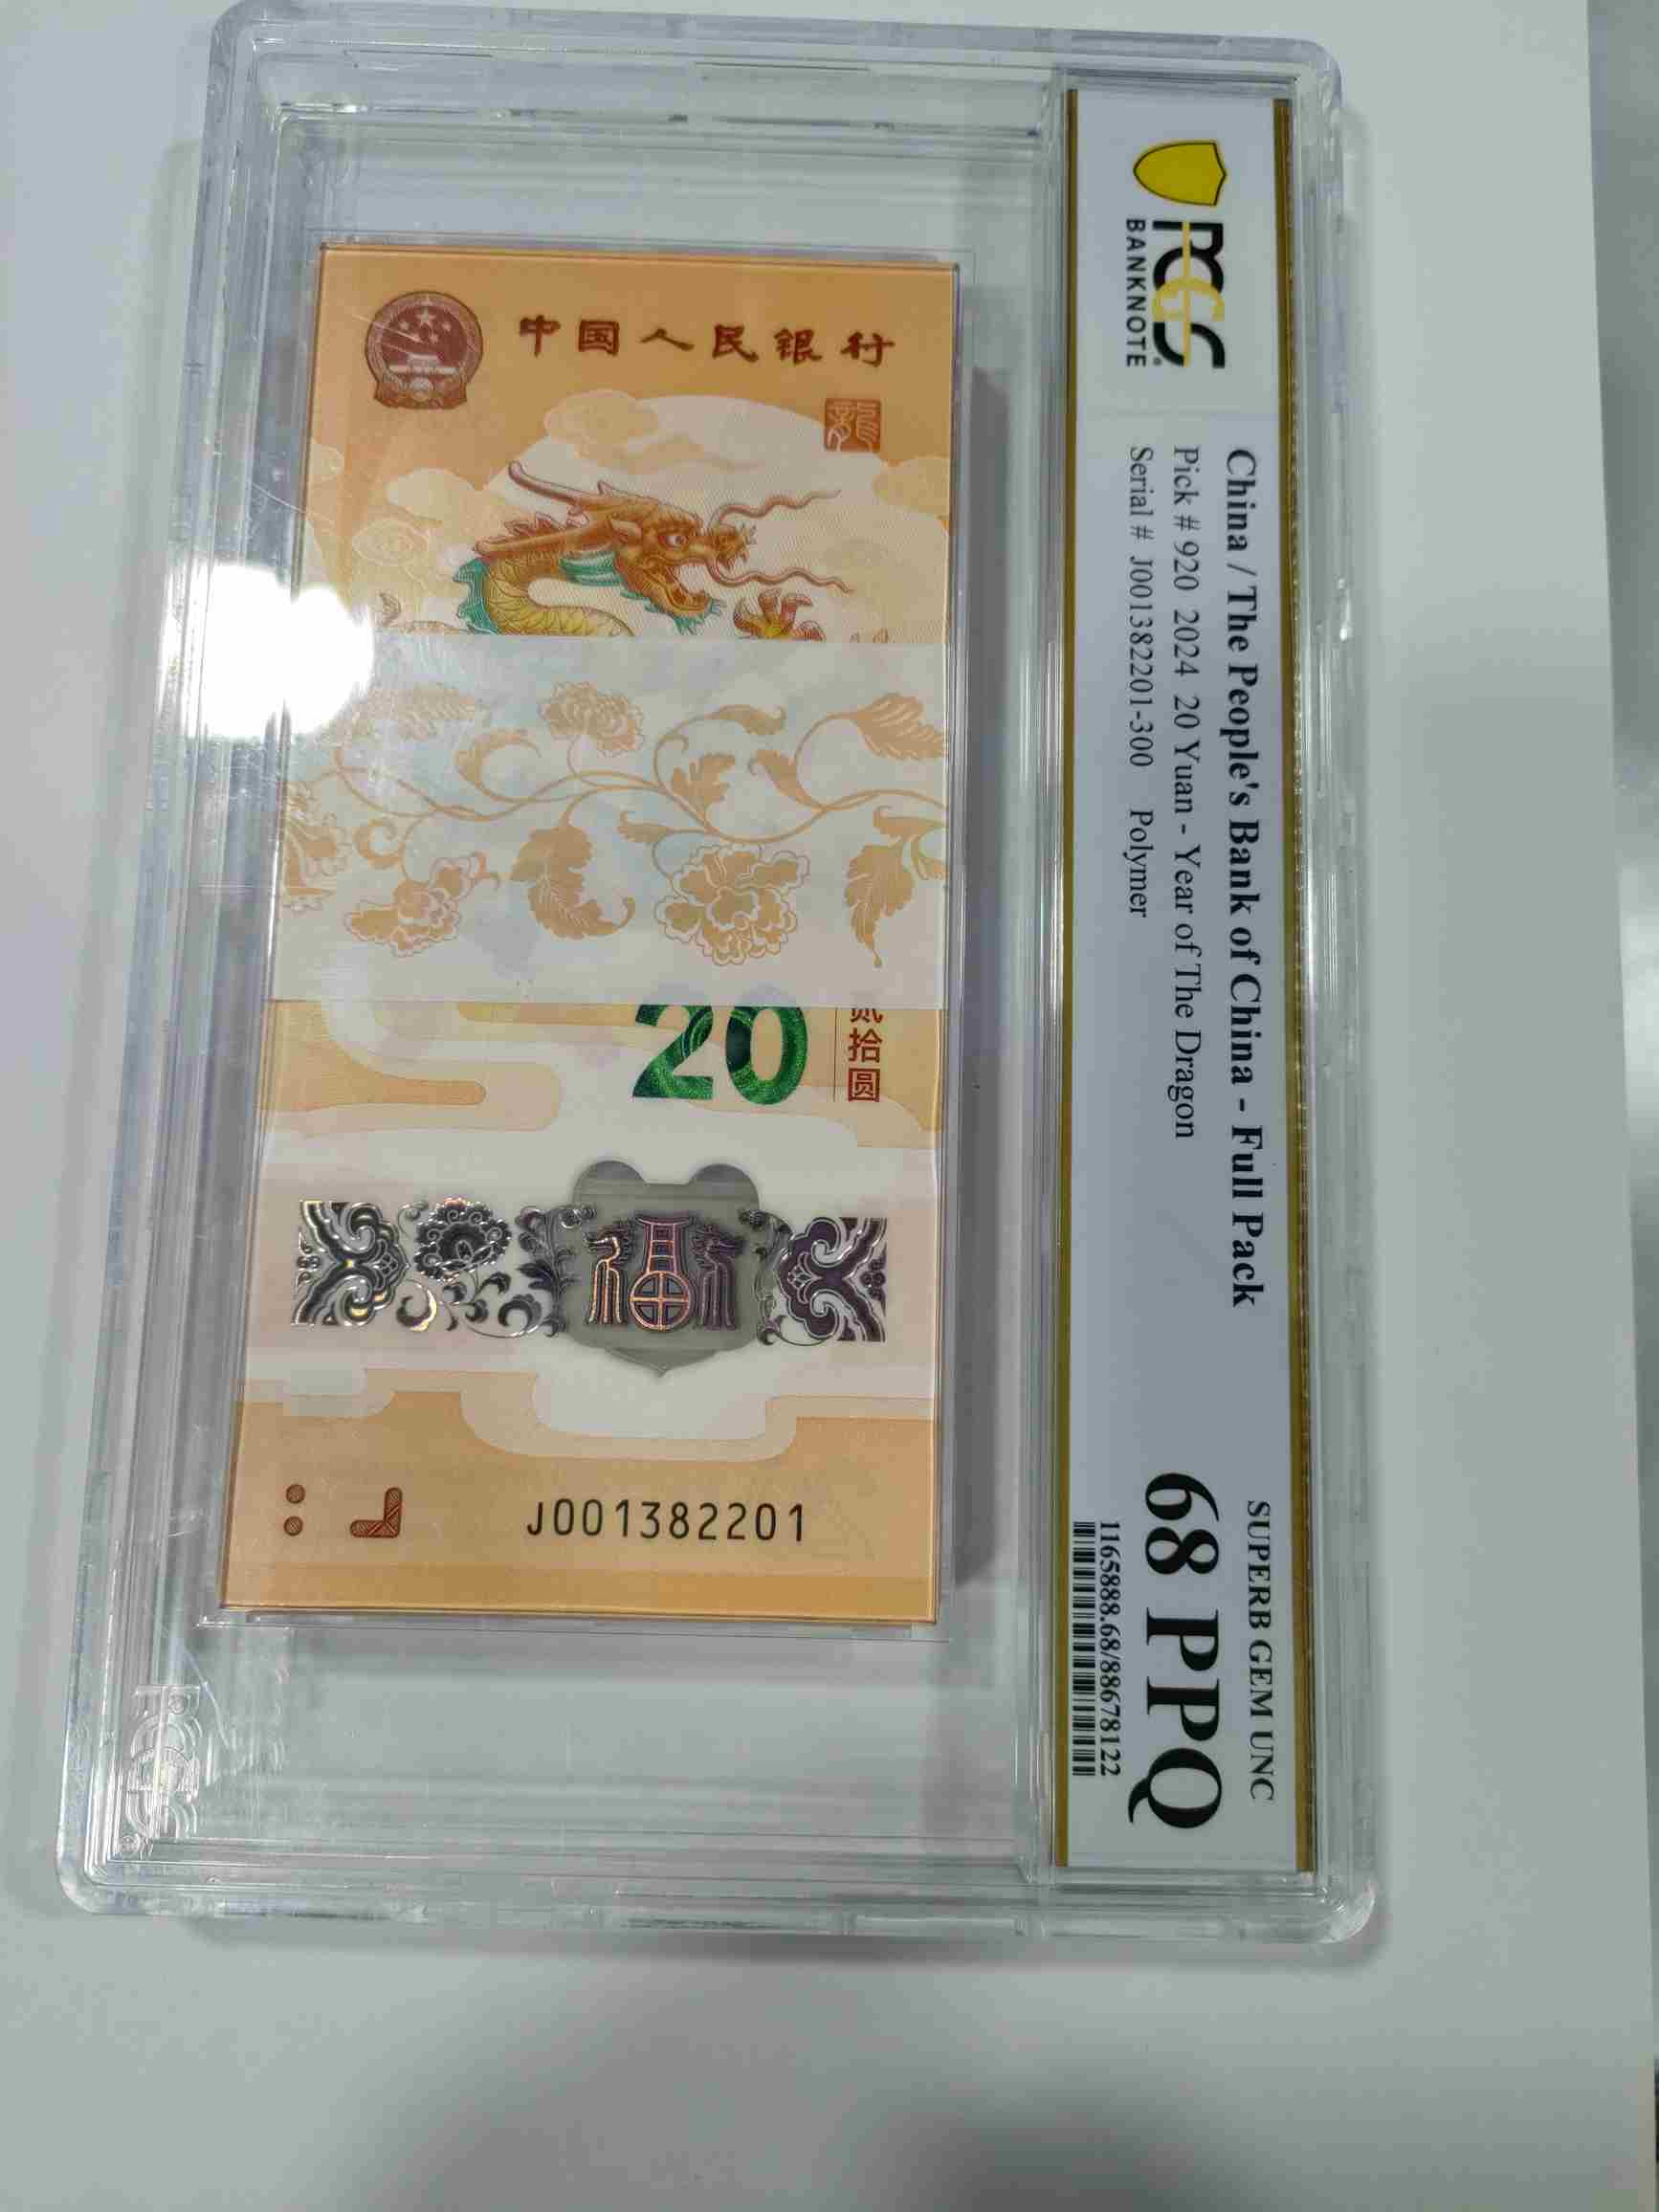 PCGS
BANKNOTE
China / The People's Bank of China - Full Pack
Pick # 920 2024 20 Yuan - Year of The Dragon
Serial # J001382201-300 Polymer
SUPERB GEM UNC
68 PPQ
1165888.68/88678122
中国人民银行
龍
20
贰拾圆
福
J001382201
PCGS